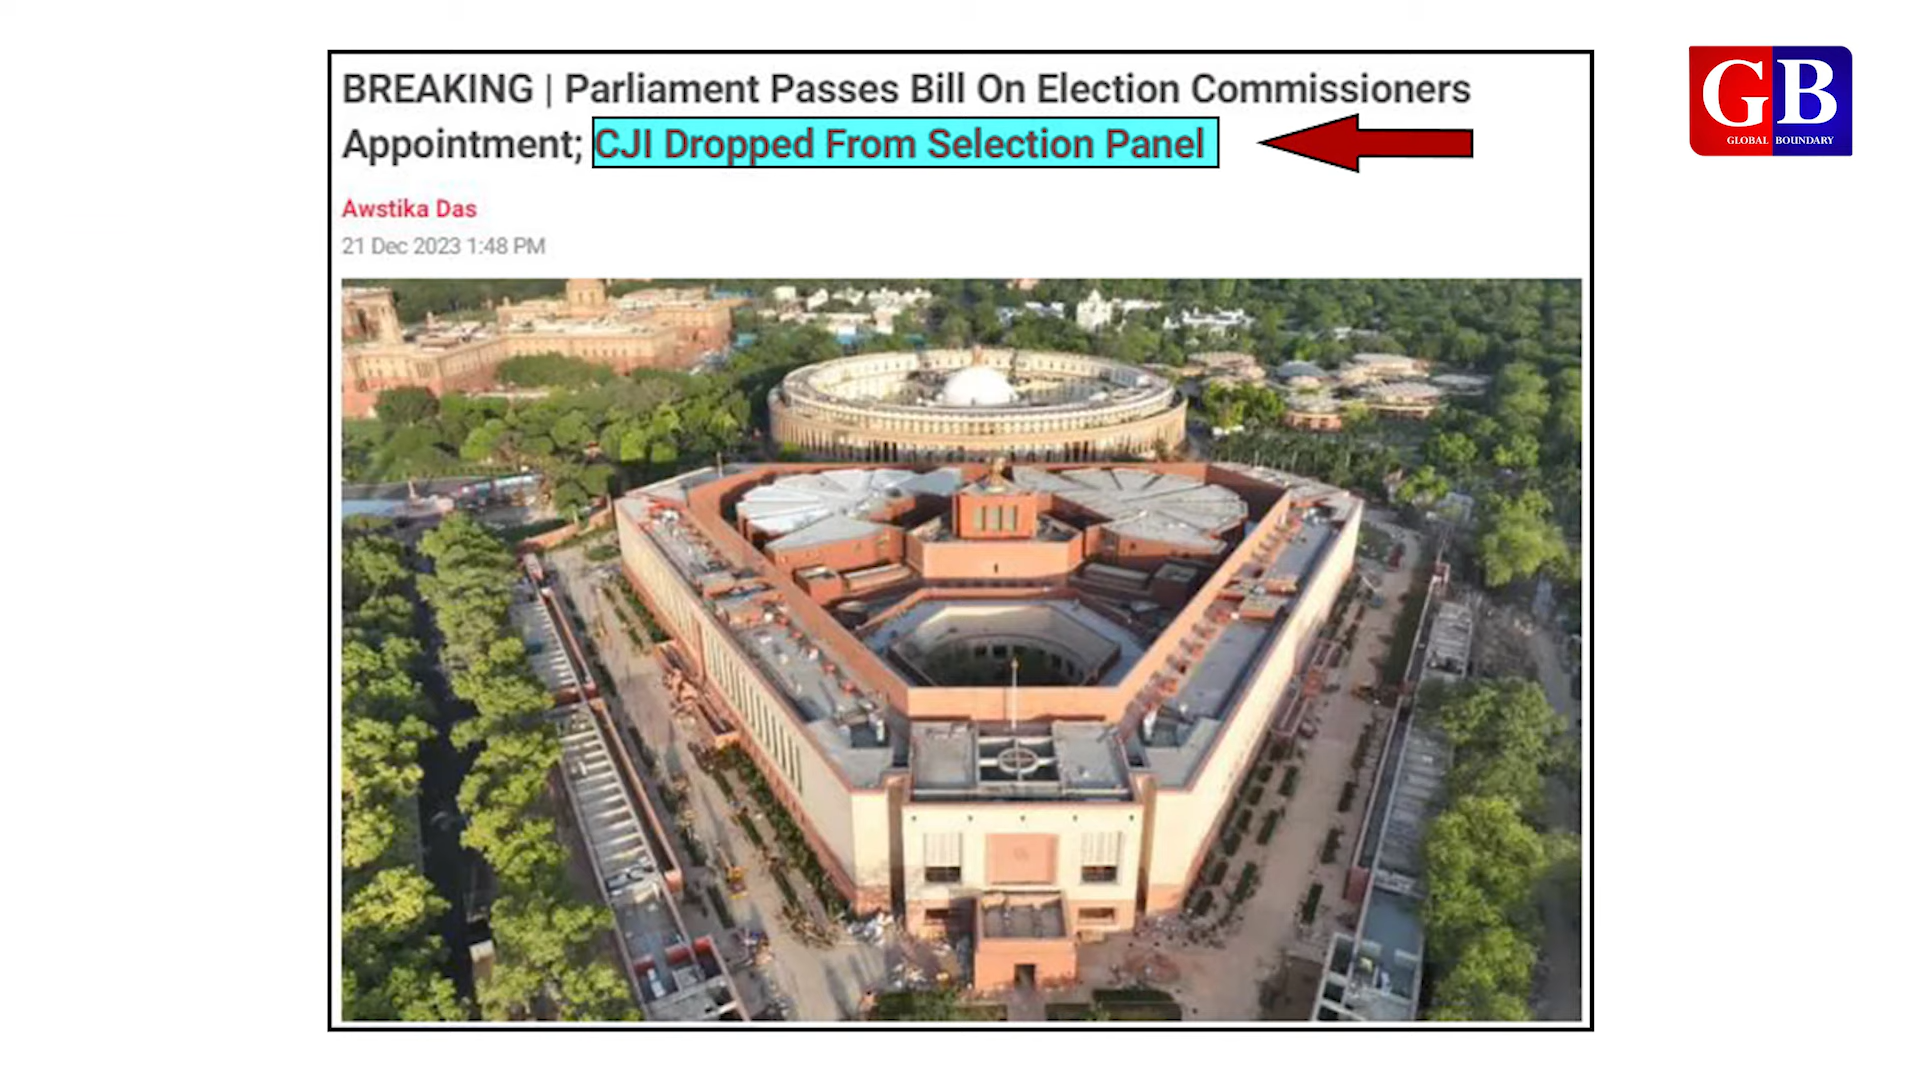 BREAKING | Parliament Passes Bill On Election Commissioners
Appointment; CJI Dropped From Selection Panel
Awstika Das
21 Dec 2023 1:48 PM
GB
GLOBAL BOUNDARY